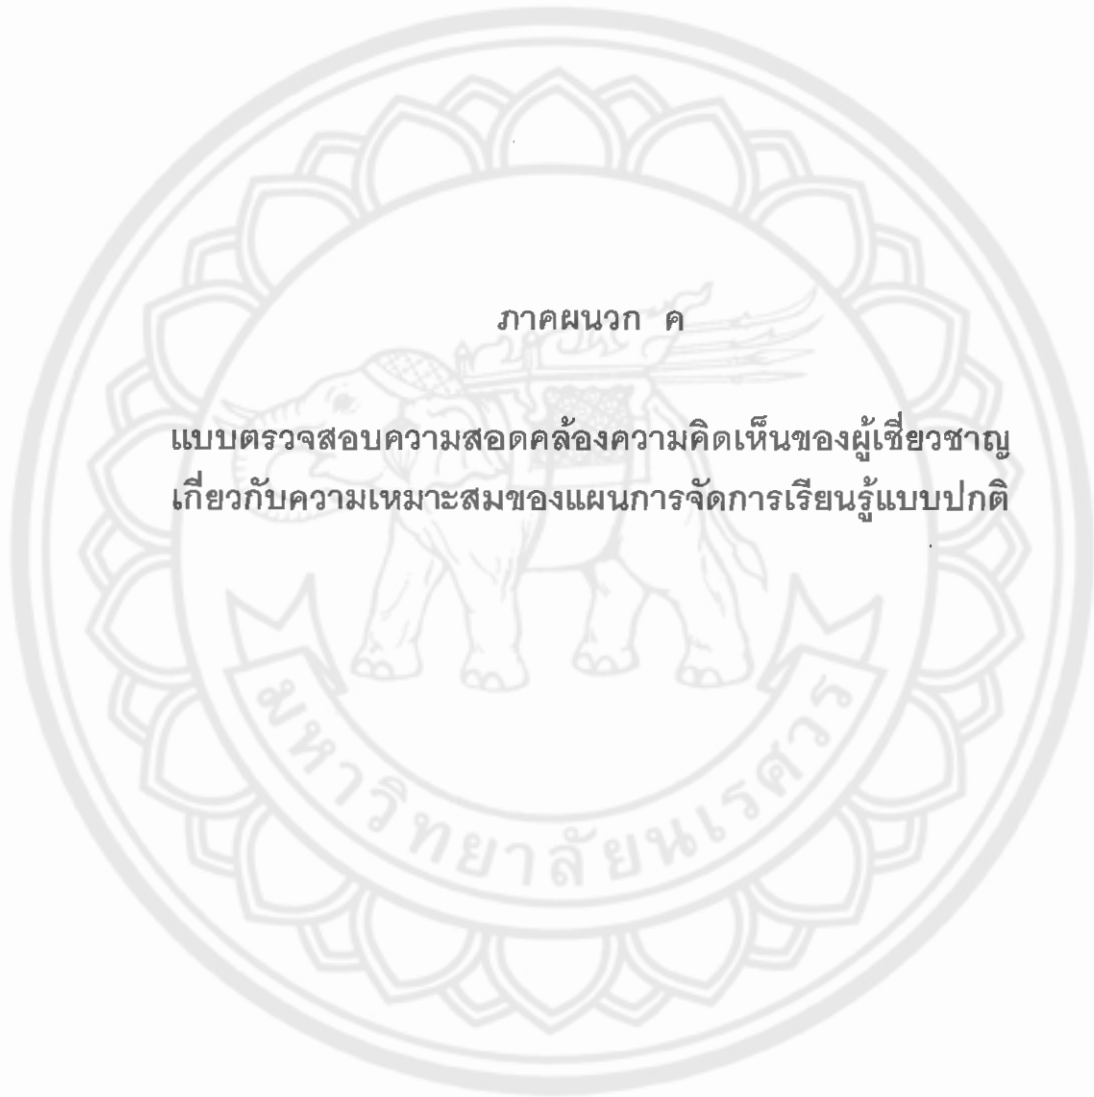 ภาคผนวก ค
แบบตรวจสอบความสอดคล้องความคิดเห็นของผู้เชี่ยวชาญ
เกี่ยวกับความเหมาะสมของแผนการจัดการเรียนรู้แบบปกติ
มหาวิทยาลัยนเรศวร